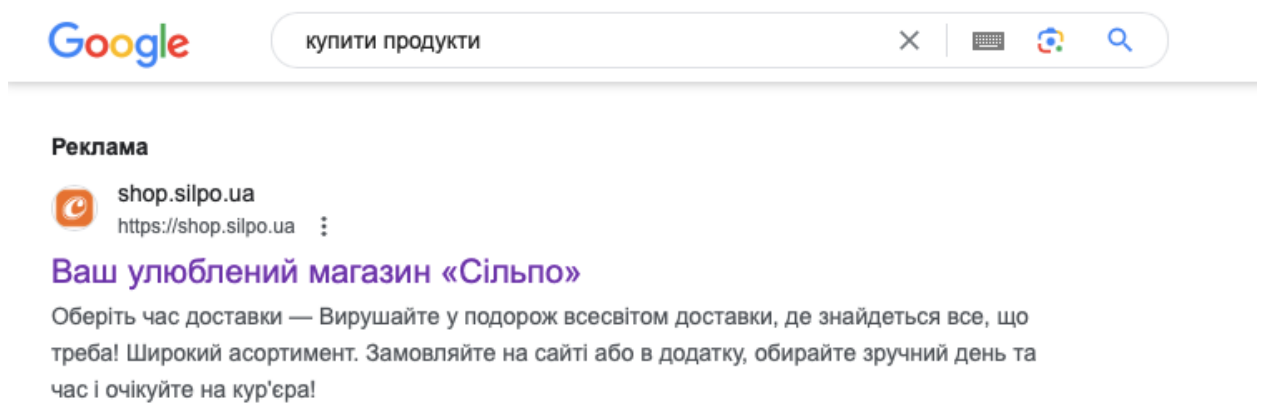 Google
купити продукти
Реклама
shop.silpo.ua
https://shop.silpo.ua
Ваш улюблений магазин «Сільпо»
Оберіть час доставки — Вирушайте у подорож всесвітом доставки, де знайдеться все, що
треба! Широкий асортимент. Замовляйте на сайті або в додатку, обирайте зручний день та
час і очікуйте на кур'єра!